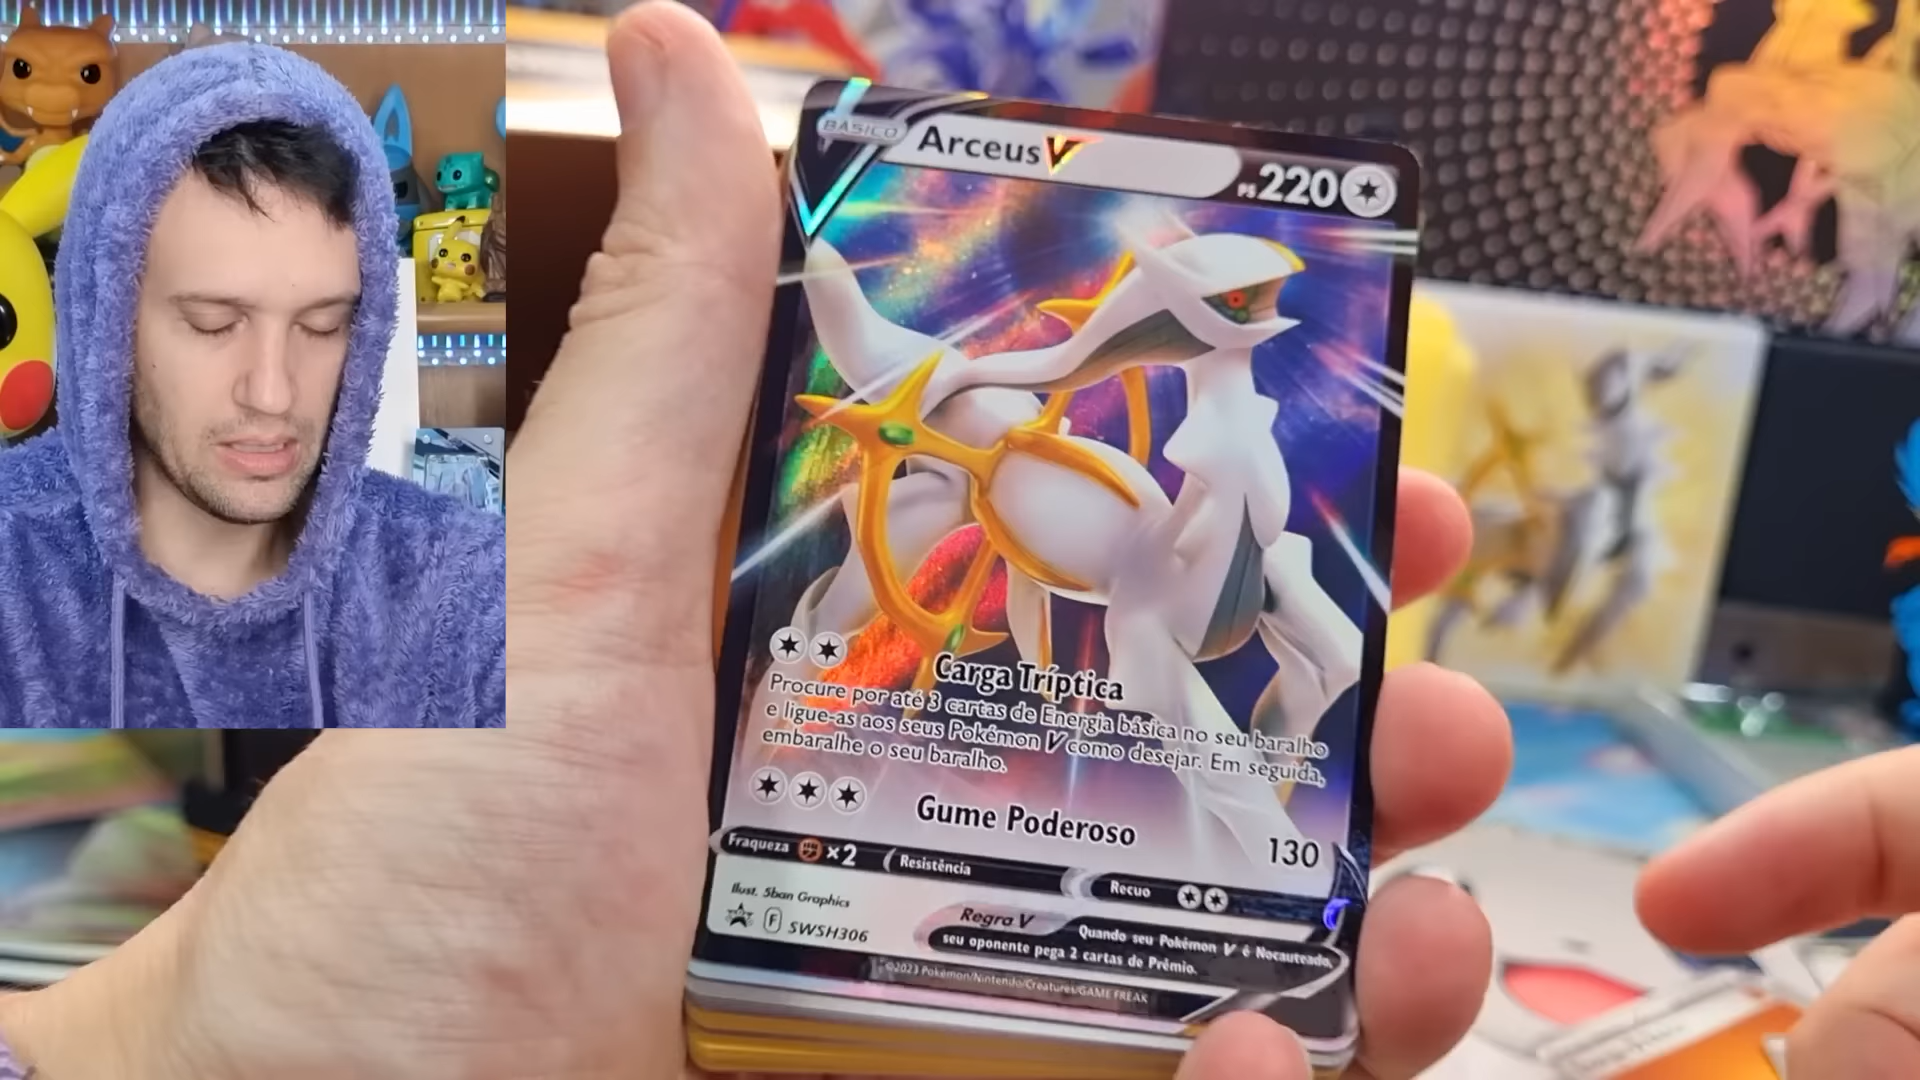 BÁSICO
Arceus V
PS 220
Carga Tríptica
Procure por até 3 cartas de Energia básica no seu baralho
e ligue-as aos seus Pokémon V como desejar. Em seguida,
embaralhe o seu baralho.
Gume Poderoso
130
Fraqueza x2
Resistência
Recuo
Ilust. 5ban Graphics
F SWSH306
Regra V
Quando seu Pokémon V é Nocauteado,
seu oponente pega 2 cartas de Prêmio.
©2023 Pokémon/Nintendo/Creatures/GAME FREAK